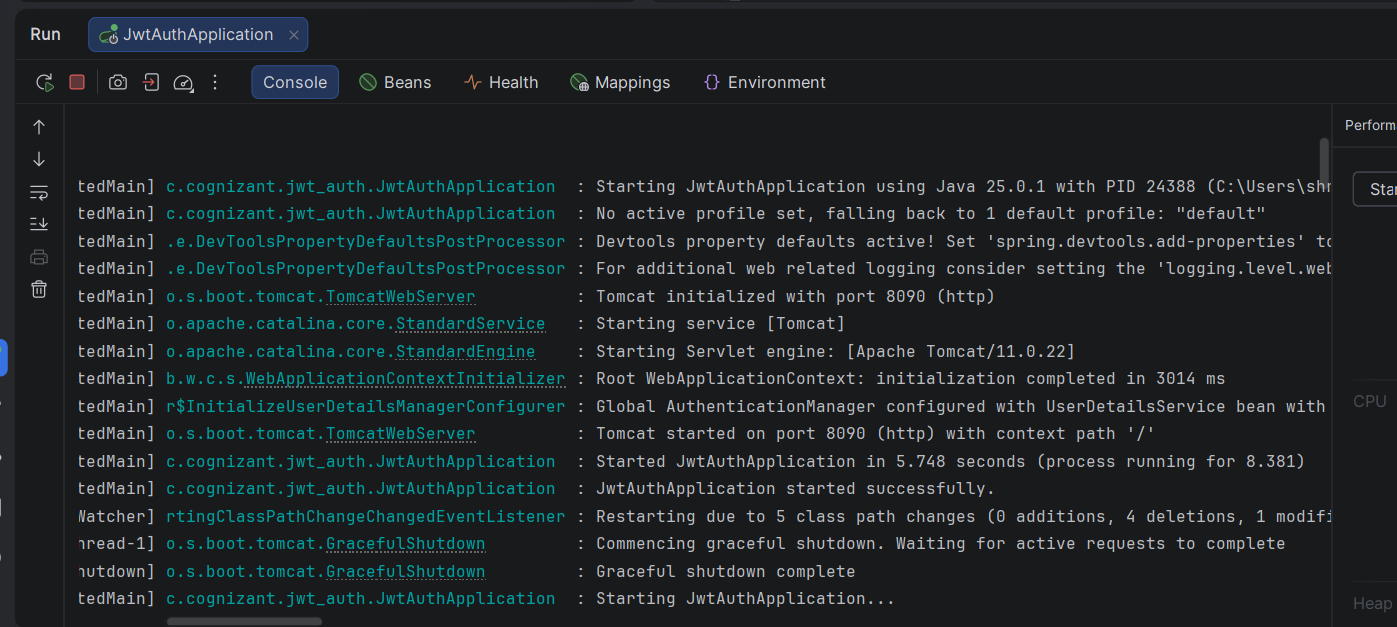 Run JwtAuthApplication
Console Beans Health Mappings Environment
Perform
tedMain] c.cognizant.jwt_auth.JwtAuthApplication : Starting JwtAuthApplication using Java 25.0.1 with PID 24388 (C:\Users\shr
Star
tedMain] c.cognizant.jwt_auth.JwtAuthApplication : No active profile set, falling back to 1 default profile: "default"
tedMain] .e.DevToolsPropertyDefaultsPostProcessor : Devtools property defaults active! Set 'spring.devtools.add-properties' to
tedMain] .e.DevToolsPropertyDefaultsPostProcessor : For additional web related logging consider setting the 'logging.level.web
tedMain] o.s.boot.tomcat.TomcatWebServer : Tomcat initialized with port 8090 (http)
tedMain] o.apache.catalina.core.StandardService : Starting service [Tomcat]
tedMain] o.apache.catalina.core.StandardEngine : Starting Servlet engine: [Apache Tomcat/11.0.22]
tedMain] b.w.c.s.WebApplicationContextInitializer : Root WebApplicationContext: initialization completed in 3014 ms
CPU
tedMain] r$InitializeUserDetailsManagerConfigurer : Global AuthenticationManager configured with UserDetailsService bean with
tedMain] o.s.boot.tomcat.TomcatWebServer : Tomcat started on port 8090 (http) with context path '/'
tedMain] c.cognizant.jwt_auth.JwtAuthApplication : Started JwtAuthApplication in 5.748 seconds (process running for 8.381)
tedMain] c.cognizant.jwt_auth.JwtAuthApplication : JwtAuthApplication started successfully.
Watcher] rtingClassPathChangeChangedEventListener : Restarting due to 5 class path changes (0 additions, 4 deletions, 1 modifi
hread-1] o.s.boot.tomcat.GracefulShutdown : Commencing graceful shutdown. Waiting for active requests to complete
hutdown] o.s.boot.tomcat.GracefulShutdown : Graceful shutdown complete
tedMain] c.cognizant.jwt_auth.JwtAuthApplication : Starting JwtAuthApplication...
Heap